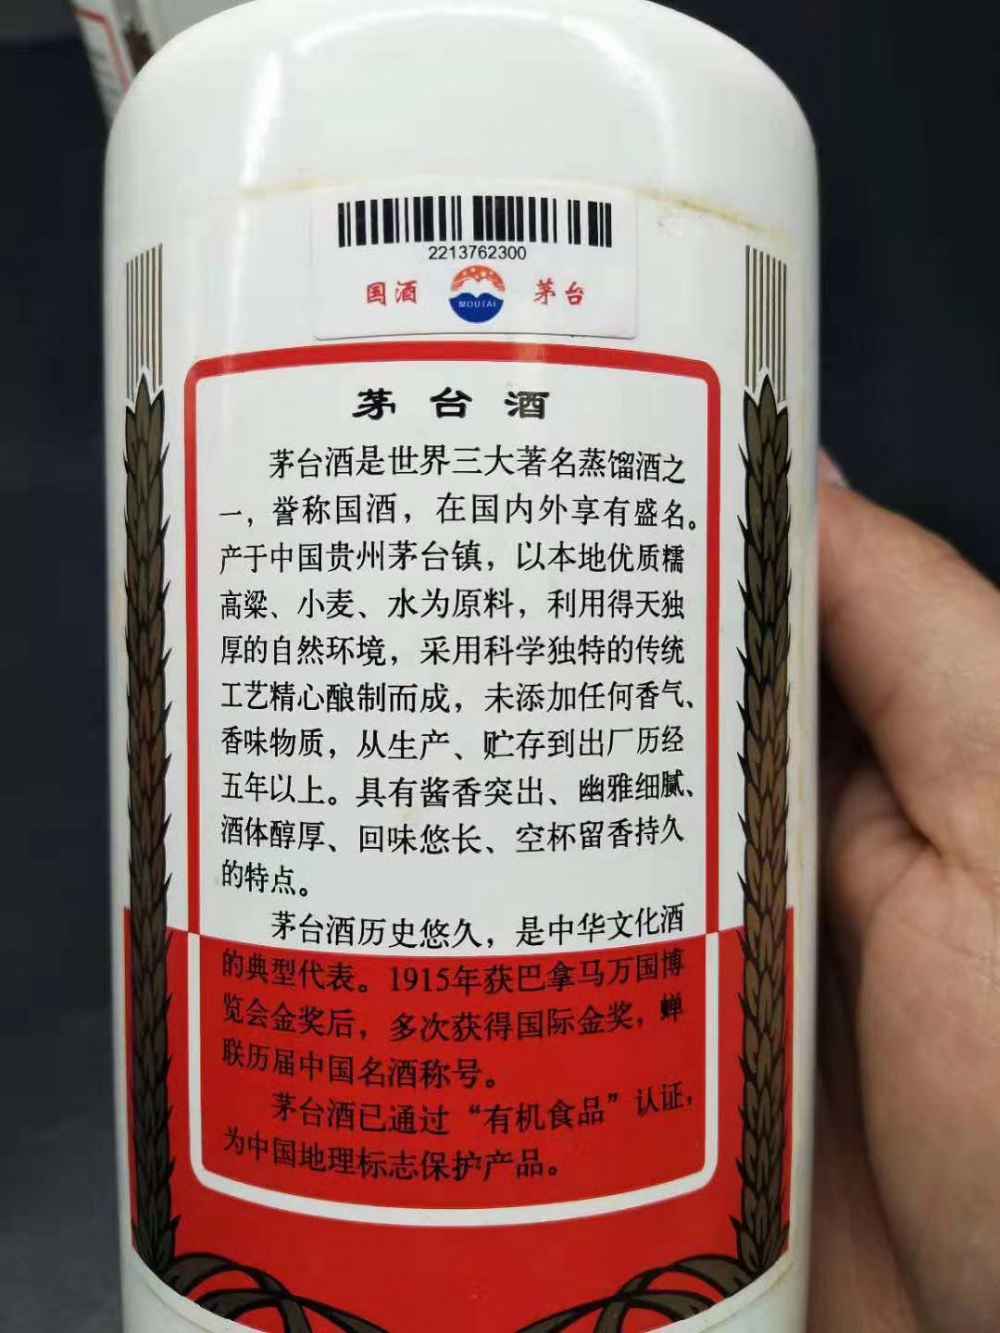 2213762300
国酒 MOUTAI 茅台
茅台酒
茅台酒是世界三大著名蒸馏酒之
一，誉称国酒，在国内外享有盛名。
产于中国贵州茅台镇，以本地优质糯
高粱、小麦、水为原料，利用得天独
厚的自然环境，采用科学独特的传统
工艺精心酿制而成，未添加任何香气、
香味物质，从生产、贮存到出厂历经
五年以上。具有酱香突出、幽雅细腻、
酒体醇厚、回味悠长、空杯留香持久
的特点。
茅台酒历史悠久，是中华文化酒
的典型代表。1915年获巴拿马万国博
览会金奖后，多次获得国际金奖，蝉
联历届中国名酒称号。
茅台酒已通过“有机食品”认证，
为中国地理标志保护产品。